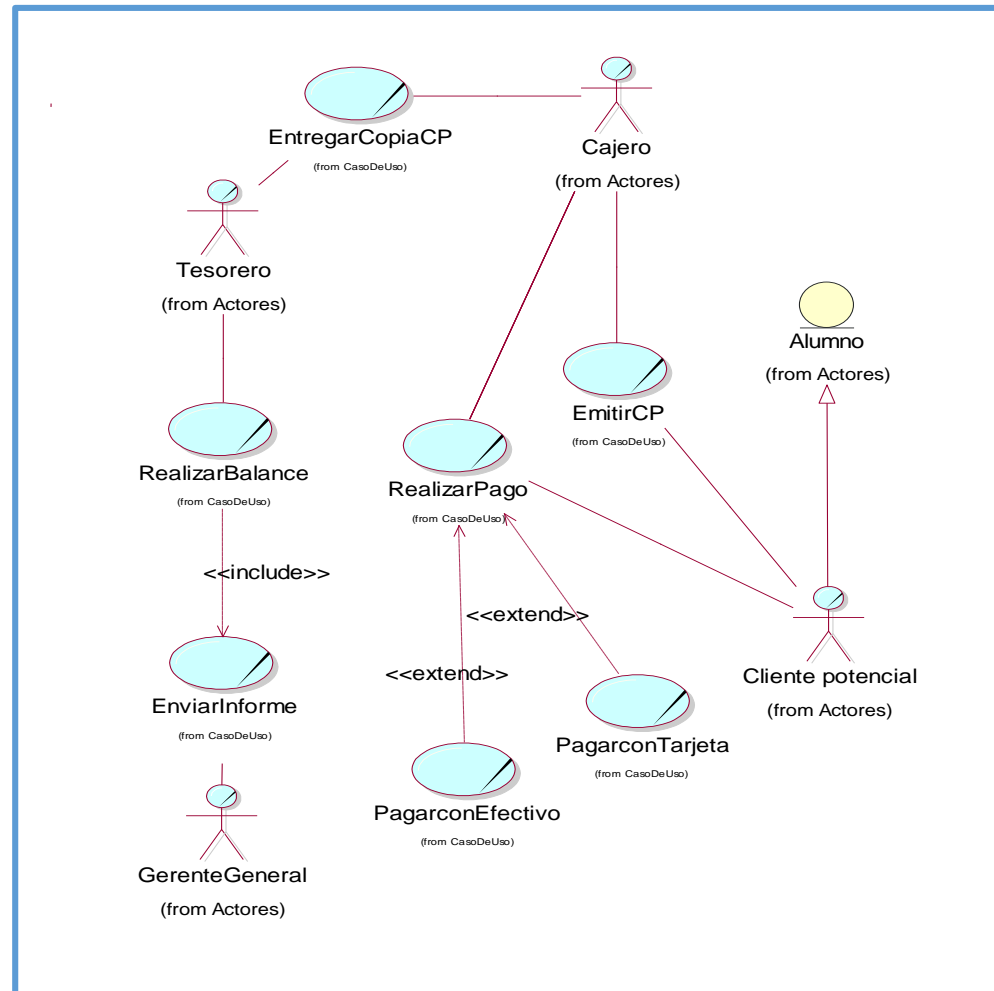 EntregarCopiaCP
(from CasoDeUso)
Cajero
(from Actores)
Tesorero
(from Actores)
Alumno
(from Actores)
EmitirCP
(from CasoDeUso)
RealizarBalance
(from CasoDeUso)
RealizarPago
(from CasoDeUso)
<<include>>
<<extend>>
<<extend>>
EnviarInforme
(from CasoDeUso)
Cliente potencial
(from Actores)
PagarconTarjeta
(from CasoDeUso)
PagarconEfectivo
(from CasoDeUso)
GerenteGeneral
(from Actores)